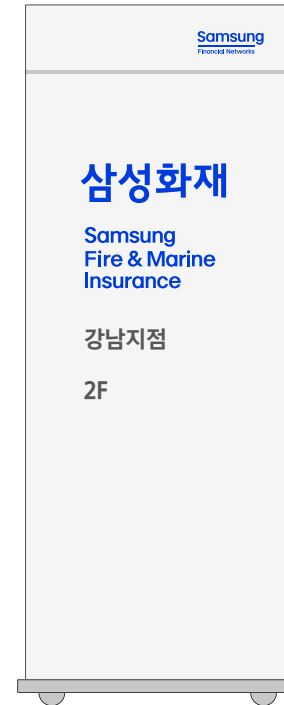 Samsung
Financial Networks
삼성화재
Samsung
Fire & Marine
Insurance
강남지점
2F